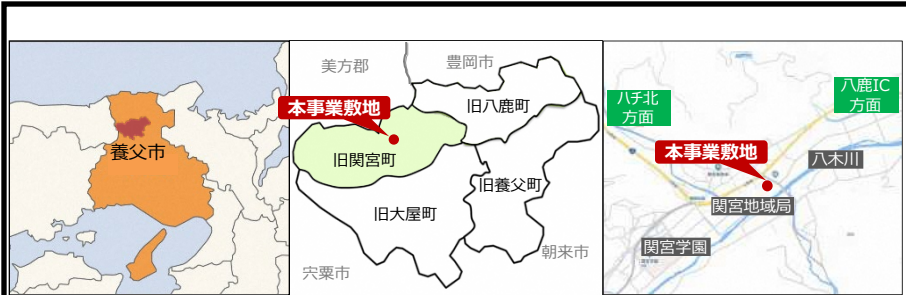 養父市
美方郡
豊岡市
本事業敷地
旧八鹿町
旧関宮町
旧養父町
旧大屋町
朝来市
宍粟市
ハチ北
方面
八鹿IC
方面
本事業敷地
八木川
関宮地域局
関宮学園